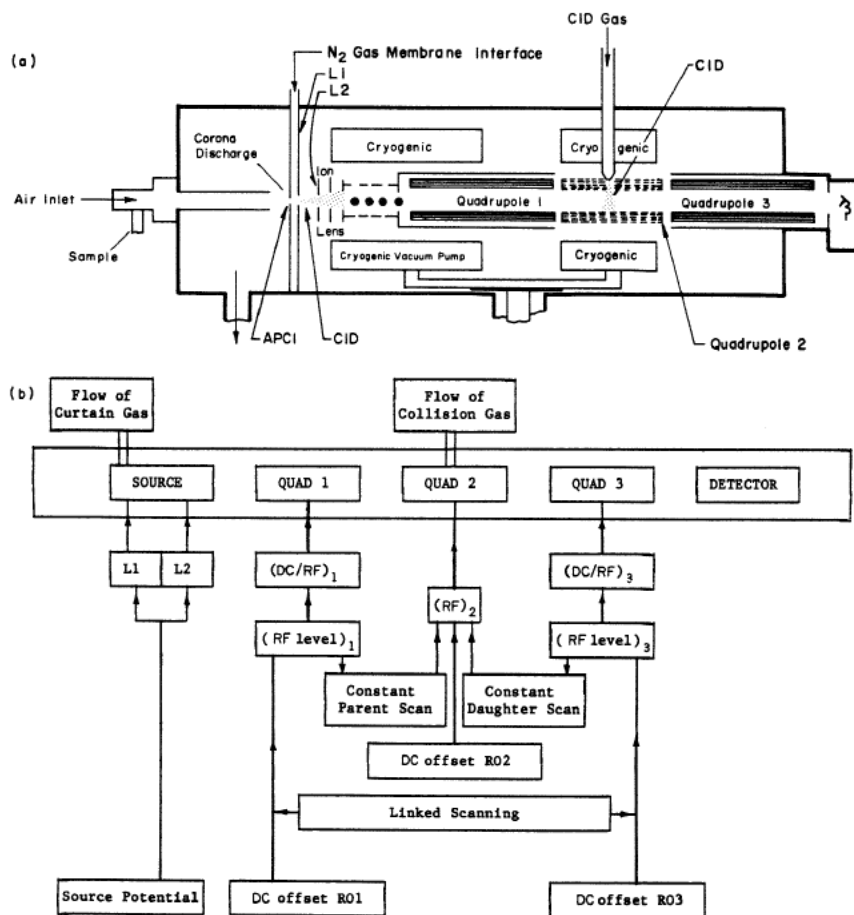 CID Gas
(a)
N2 Gas Membrane Interface
L1
L2
CID
Corona
Discharge
Cryogenic
Cryo genic
Ion
Air Inlet
Quadrupole 1
Quadrupole 3
Lens
Sample
Cryogenic Vacuum Pump
Cryogenic
APCI
CID
Quadrupole 2
(b)
Flow of
Curtain Gas
Flow of
Collision Gas
SOURCE
QUAD 1
QUAD 2
QUAD 3
DETECTOR
L1
L2
(DC/RF)1
(DC/RF)3
(RF)2
(RF level)1
(RF level)3
Constant
Parent Scan
Constant
Daughter Scan
DC offset RO2
Linked Scanning
Source Potential
DC offset RO1
DC offset RO3